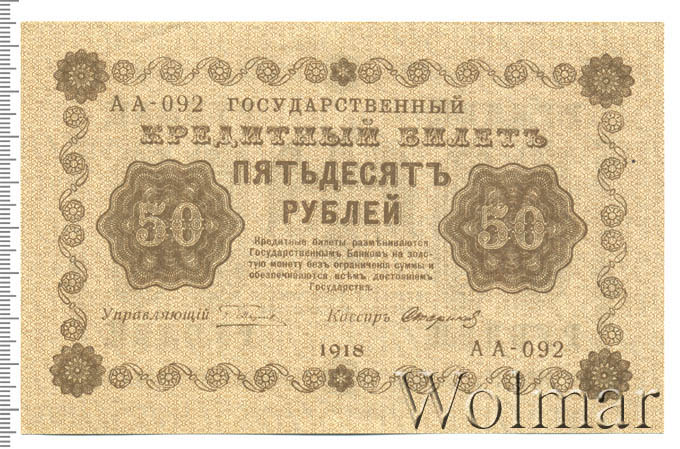 АА-092 ГОСУДАРСТВЕННЫЙ
КРЕДИТНЫЙ БИЛЕТЪ
ПЯТЬДЕСЯТЪ
РУБЛЕЙ
50 50
Кредитные билеты размѣниваются
Государственнымъ Банкомъ на золо-
тую монету безъ ограниченія суммы и
обезпечиваются всѣмъ достояніемъ
Государства.
Управляющій Кассиръ
1918 АА-092
Wolmar